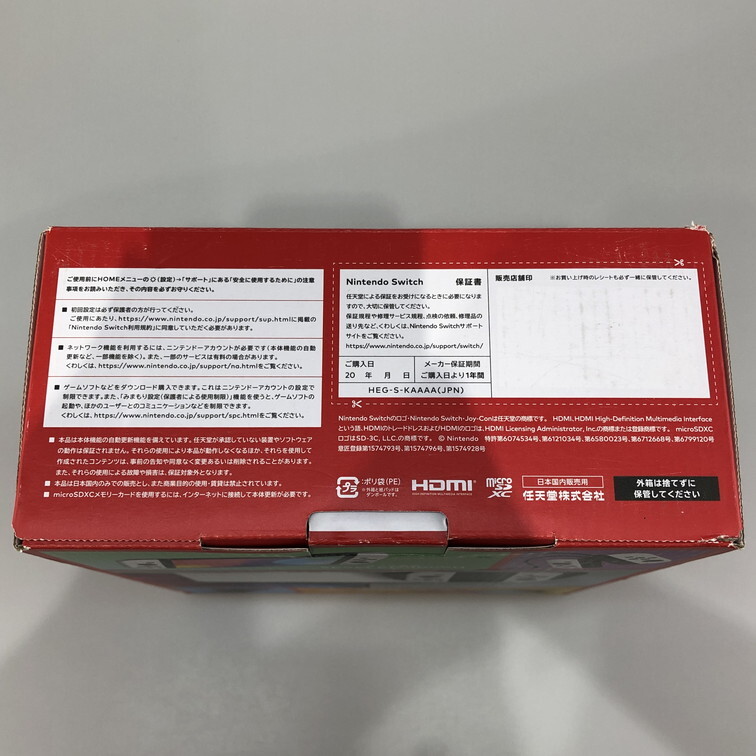 ご使用前にHOMEメニューの(設定)→「サポート」にある「安全に使用するために」の注意
事項をお読みいただき、その内容を必ずお守りください。
■ 初回設定は必ず保護者の方が行ってください。
ご使用にあたり、https://www.nintendo.co.jp/support/sup.htmlに掲載の
「Nintendo Switch利用規約」に同意していただく必要があります。
■ ネットワーク機能を利用するには、ニンテンドーアカウントが必要です(本体機能の自動
更新など、一部機能を除く)。また、一部のサービスは有料の場合があります。
くわしくは、https://www.nintendo.co.jp/support/na.htmlをご覧ください。
■ ゲームソフトなどをダウンロード購入できます。これはニンテンドーアカウントの設定で
制限できます。また、「みまもり設定(保護者による使用制限)」機能を使うと、ゲームソフトの
起動や、ほかのユーザーとのコミュニケーションなどを制限できます。
くわしくは、https://www.nintendo.co.jp/support/spc.htmlをご覧ください。
■ 本品は本体機能の自動更新機能を備えています。任天堂が承認していない装置やソフトウェア
の動作は保証されません。それらの使用により本品が動作しなくなるほか、それらを使用して
作成されたコンテンツは、事前の告知や同意なく変更あるいは削除されることがあります。
また、それらの使用による故障や損害は、保証対象外となります。
■ 本品は日本国内のみでの販売とし、また商業目的の使用・賃貸は禁止されています。
■ microSDXCメモリーカードを使用するには、インターネットに接続して本体更新が必要です。
Nintendo Switch 保証書
任天堂による保証をお受けになるときに必要になりま
すので、大切に保管してください。
保証規程や修理サービス規程、点検の依頼、修理品の
送り先など、くわしくは、Nintendo Switchサポート
サイトをご覧ください。
https://www.nintendo.co.jp/support/switch/
ご購入日 メーカー保証期間
20 年 月 日 ご購入日より1年間
HEG-S-KAAAA(JPN)
販売店舗印 ※お買い上げ時のレシートも必ず一緒に保管してください。
Nintendo Switchのロゴ・Nintendo Switch・Joy-Conは任天堂の商標です。 HDMI、HDMI High-Definition Multimedia Interface
という語、HDMIのトレードドレスおよびHDMIのロゴは、HDMI Licensing Administrator, Inc.の商標または登録商標です。 microSDXC
ロゴはSD-3C, LLC.の商標です。 © Nintendo 特許第6074534号、第6121034号、第6580023号、第6712668号、第6799120号
意匠登録第1574793号、第1574796号、第1574928号
プラ
:ポリ袋(PE)
※外箱と紙パッドは
ダンボールです。
HDMI
HIGH-DEFINITION MULTIMEDIA INTERFACE
micro
SD
XC
日本国内販売用
任天堂株式会社
外箱は捨てずに
保管してください